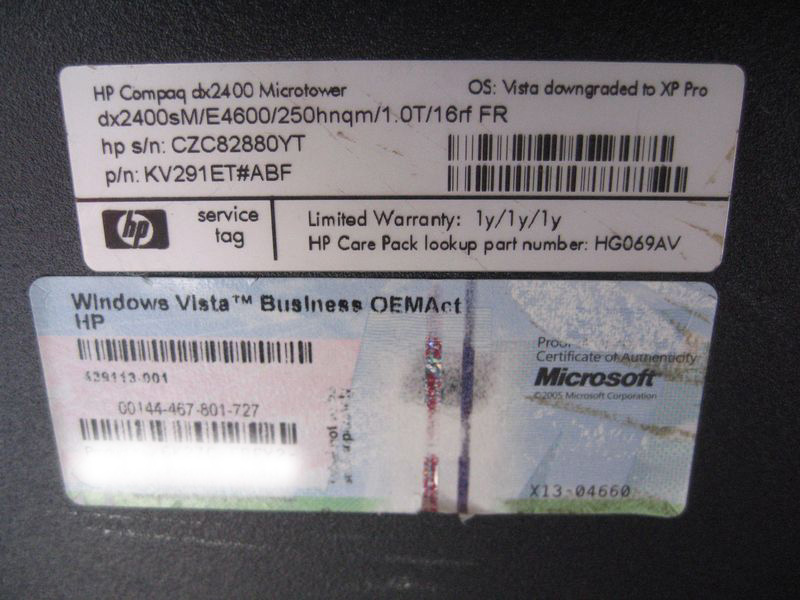 HP Compaq dx2400 Microtower
OS: Vista downgraded to XP Pro
dx2400sM/E4600/250hnqm/1.0T/16rf FR
hp s/n: CZC82880YT
p/n: KV291ET#ABF
hp
service
tag
Limited Warranty: 1y/1y/1y
HP Care Pack lookup part number: HG069AV
Windows Vista™ Business OEMAct
HP
439113-001
00144-467-801-727
Proof
Certificate of Authenticity
Microsoft
©2005 Microsoft Corporation
X13-04660